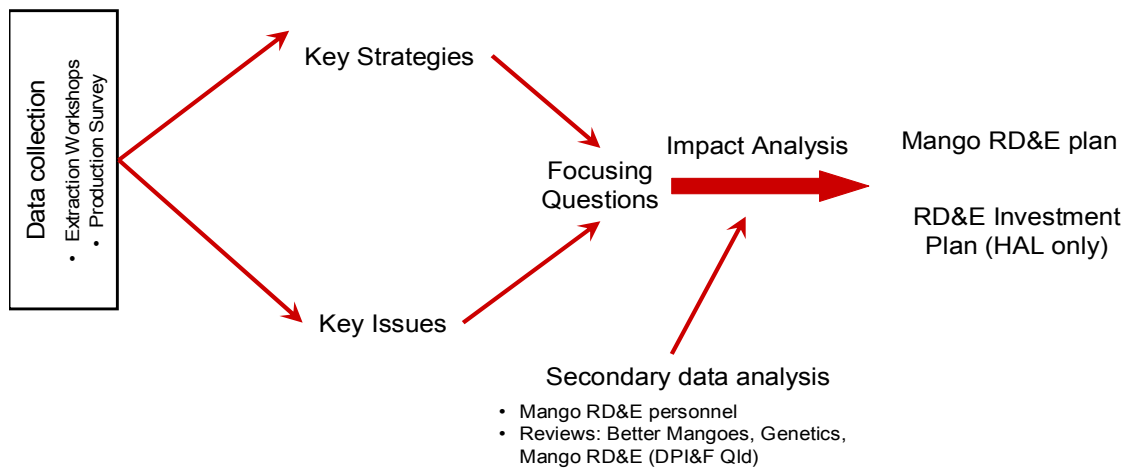 Data collection
• Extraction Workshops
• Production Survey
Key Strategies
Key Issues
Focusing
Questions
Impact Analysis
Mango RD&E plan
RD&E Investment
Plan (HAL only)
Secondary data analysis
• Mango RD&E personnel
• Reviews: Better Mangoes, Genetics,
Mango RD&E (DPI&F Qld)